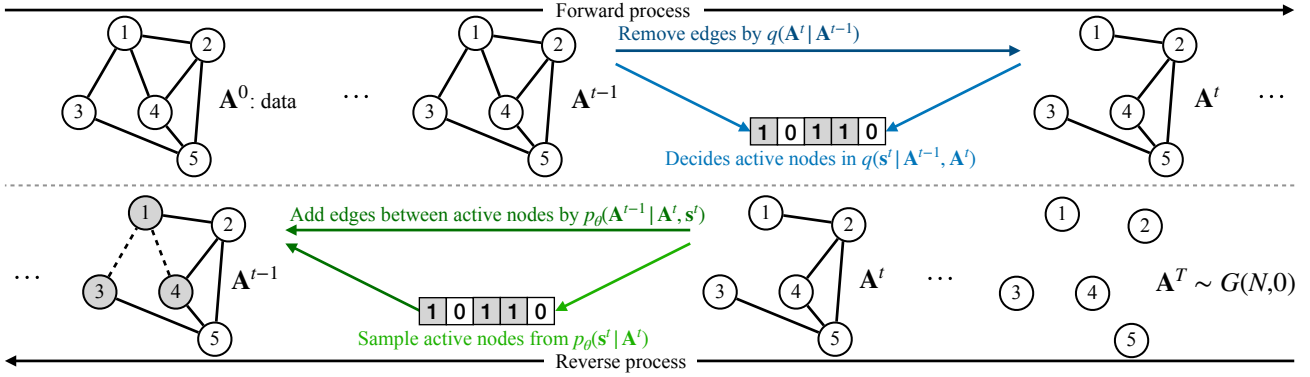 Forward process
1 2 3 4 5
A⁰: data
...
1 2 3 4 5
Aᵗ⁻¹
Remove edges by q(Aᵗ | Aᵗ⁻¹)
1 0 1 1 0
Decides active nodes in q(sᵗ | Aᵗ⁻¹, Aᵗ)
1 2 3 4 5
Aᵗ
...
...
1 2 3 4 5
Aᵗ⁻¹
Add edges between active nodes by pθ(Aᵗ⁻¹ | Aᵗ, sᵗ)
1 0 1 1 0
Sample active nodes from pθ(sᵗ | Aᵗ)
1 2 3 4 5
Aᵗ
...
1 2 3 4 5
Aᵀ ∼ G(N,0)
Reverse process